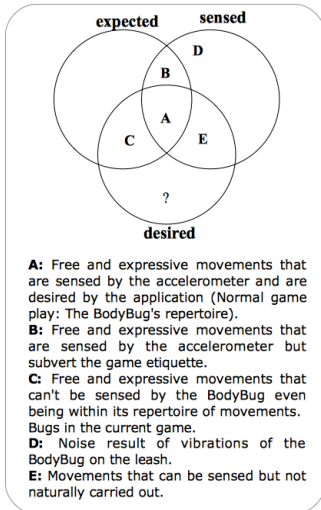 expected sensed
D
B
A
C E
?
desired
A: Free and expressive movements that
are sensed by the accelerometer and are
desired by the application (Normal game
play: The BodyBug's repertoire).
B: Free and expressive movements that
are sensed by the accelerometer but
subvert the game etiquette.
C: Free and expressive movements that
can't be sensed by the BodyBug even
being within its repertoire of movements.
Bugs in the current game.
D: Noise result of vibrations of the
BodyBug on the leash.
E: Movements that can be sensed but not
naturally carried out.